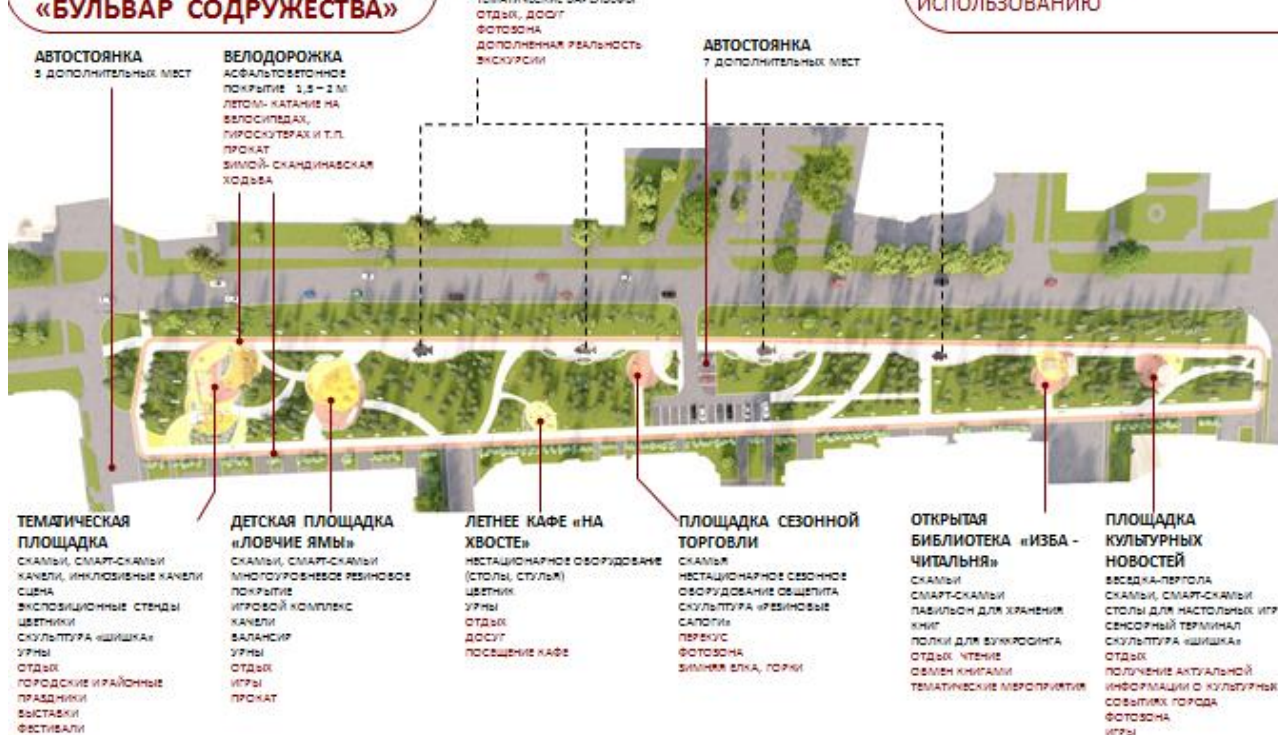 «БУЛЬВАР СОДРУЖЕСТВА»
ТЕМАТИЧЕСКИЕ БАРЕЛЬЕФЫ
ОТДЫХ, ДОСУГ
ФОТОЗОНА
ДОПОЛНЕННАЯ РЕАЛЬНОСТЬ
ЭКСКУРСИИ
ИСПОЛЬЗОВАНИЮ
АВТОСТОЯНКА
5 ДОПОЛНИТЕЛЬНЫХ МЕСТ
ВЕЛОДОРОЖКА
АСФАЛЬТОБЕТОННОЕ
ПОКРЫТИЕ 1,5 – 2 М
ЛЕТОМ- КАТАНИЕ НА
ВЕЛОСИПЕДАХ,
ГИРОСКУТЕРАХ И Т.П.
ПРОКАТ
ЗИМОЙ- СКАНДИНАВСКАЯ
ХОДЬБА
АВТОСТОЯНКА
7 ДОПОЛНИТЕЛЬНЫХ МЕСТ
ТЕМАТИЧЕСКАЯ
ПЛОЩАДКА
СКАМЬИ, СМАРТ-СКАМЬИ
КАЧЕЛИ, ИНКЛЮЗИВНЫЕ КАЧЕЛИ
СЦЕНА
ЭКСПОЗИЦИОННЫЕ СТЕНДЫ
ЦВЕТНИКИ
СКУЛЬПТУРА «ШИШКА»
УРНЫ
ОТДЫХ
ГОРОДСКИЕ И РАЙОННЫЕ
ПРАЗДНИКИ
ВЫСТАВКИ
ФЕСТИВАЛИ
ДЕТСКАЯ ПЛОЩАДКА
«ЛОВЧИЕ ЯМЫ»
СКАМЬИ, СМАРТ-СКАМЬИ
МНОГОУРОВНЕВОЕ РЕЗИНОВОЕ
ПОКРЫТИЕ
ИГРОВОЙ КОМПЛЕКС
КАЧЕЛИ
БАЛАНСИР
УРНЫ
ОТДЫХ
ИГРЫ
ПРОКАТ
ЛЕТНЕЕ КАФЕ «НА
ХВОСТЕ»
НЕСТАЦИОНАРНОЕ ОБОРУДОВАНИЕ
(СТОЛЫ, СТУЛЬЯ)
ЦВЕТНИК
УРНЫ
ОТДЫХ
ДОСУГ
ПОСЕЩЕНИЕ КАФЕ
ПЛОЩАДКА СЕЗОННОЙ
ТОРГОВЛИ
СКАМЬЯ
НЕСТАЦИОНАРНОЕ СЕЗОННОЕ
ОБОРУДОВАНИЕ ОБЩЕПИТА
СКУЛЬПТУРА «РЕЗИНОВЫЕ
САПОГИ»
ПЕРЕКУС
ФОТОЗОНА
ЗИМНЯЯ ЕЛКА, ГОРКИ
ОТКРЫТАЯ
БИБЛИОТЕКА «ИЗБА -
ЧИТАЛЬНЯ»
СКАМЬИ
СМАРТ-СКАМЬИ
ПАВИЛЬОН ДЛЯ ХРАНЕНИЯ
КНИГ
ПОЛКИ ДЛЯ БУККРОСИНГА
ОТДЫХ ЧТЕНИЕ
ОБМЕН КНИГАМИ
ТЕМАТИЧЕСКИЕ МЕРОПРИЯТИЯ
ПЛОЩАДКА
КУЛЬТУРНЫХ
НОВОСТЕЙ
БЕСЕДКА-ПЕРГОЛА
СКАМЬИ, СМАРТ-СКАМЬИ
СТОЛЫ ДЛЯ НАСТОЛЬНЫХ ИГР
СЕНСОРНЫЙ ТЕРМИНАЛ
СКУЛЬПТУРА «ШИШКА»
ОТДЫХ
ПОЛУЧЕНИЕ АКТУАЛЬНОЙ
ИНФОРМАЦИИ О КУЛЬТУРНЫХ
СОБЫТИЯХ ГОРОДА
ФОТОЗОНА
ИГРЫ